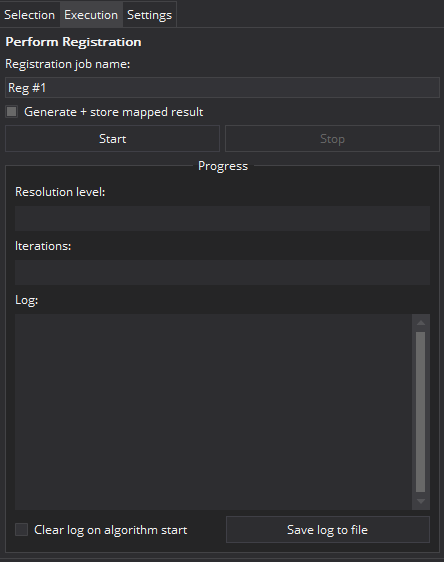 Selection Execution Settings
Perform Registration
Registration job name:
Reg #1
Generate + store mapped result
Start Stop
Progress
Resolution level:
Iterations:
Log:
Clear log on algorithm start Save log to file